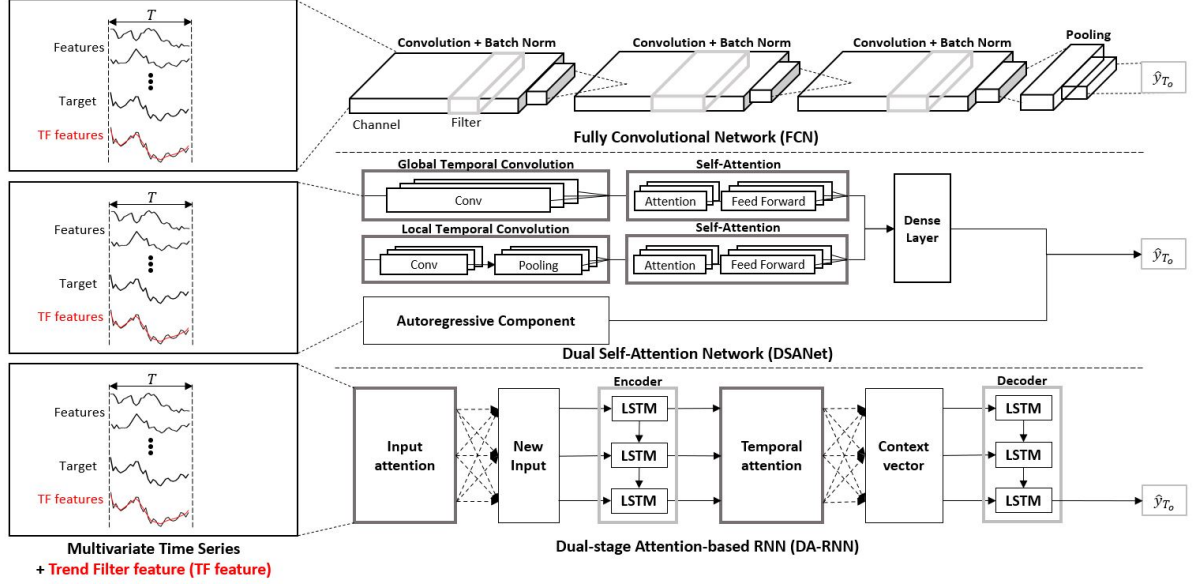 T
Features
Target
TF features
Convolution + Batch Norm
Convolution + Batch Norm
Convolution + Batch Norm
Pooling
Channel
Filter
ŷ_{T_o}
Fully Convolutional Network (FCN)
T
Features
Target
TF features
Global Temporal Convolution
Conv
Self-Attention
Attention
Feed Forward
Local Temporal Convolution
Conv
Pooling
Self-Attention
Attention
Feed Forward
Dense
Layer
ŷ_{T_o}
Autoregressive Component
Dual Self-Attention Network (DSANet)
T
Features
Target
TF features
Input
attention
New
Input
Encoder
LSTM
LSTM
LSTM
Temporal
attention
Context
vector
Decoder
LSTM
LSTM
LSTM
ŷ_{T_o}
Dual-stage Attention-based RNN (DA-RNN)
Multivariate Time Series
+ Trend Filter feature (TF feature)